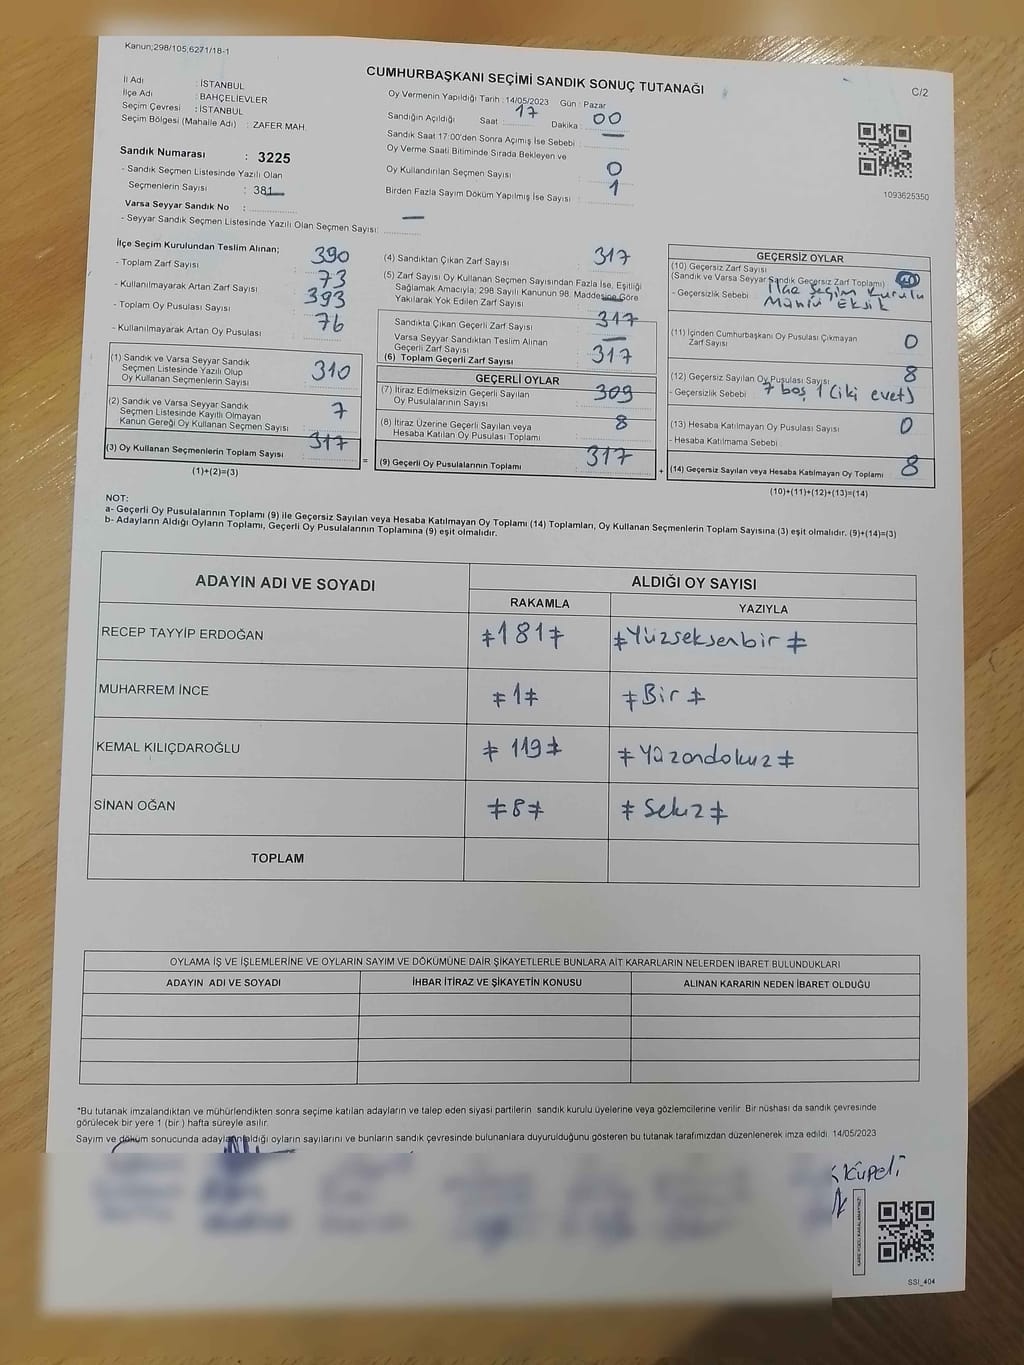 Kanun;298/105,6271/18-1
CUMHURBAŞKANI SEÇİMİ SANDIK SONUÇ TUTANAĞI
C/2
İl Adı : İSTANBUL
İlçe Adı : BAHÇELİEVLER
Seçim Çevresi : İSTANBUL
Seçim Bölgesi (Mahalle Adı) : ZAFER MAH.
Oy Vermenin Yapıldığı Tarih : 14/05/2023 Gün : Pazar
Sandığın Açıldığı Saat : 17 Dakika : 00
Sandık Saat 17:00'den Sonra Açımış İse Sebebi : —
Oy Verme Saati Bitiminde Sırada Bekleyen ve
Oy Kullandırılan Seçmen Sayısı : 0
Birden Fazla Sayım Döküm Yapılmış İse Sayısı : 1
1093625350
Sandık Numarası : 3225
- Sandık Seçmen Listesinde Yazılı Olan
Seçmenlerin Sayısı : 381
Varsa Seyyar Sandık No :
- Seyyar Sandık Seçmen Listesinde Yazılı Olan Seçmen Sayısı: —
İlçe Seçim Kurulundan Teslim Alınan;
- Toplam Zarf Sayısı : 390
- Kullanılmayarak Artan Zarf Sayısı : 73
- Toplam Oy Pusulası Sayısı : 393
- Kullanılmayarak Artan Oy Pusulası : 76
(1) Sandık ve Varsa Seyyar Sandık
Seçmen Listesinde Yazılı Olup
Oy Kullanan Seçmenlerin Sayısı : 310
(2) Sandık ve Varsa Seyyar Sandık
Seçmen Listesinde Kayıtlı Olmayan
Kanun Gereği Oy Kullanan Seçmen Sayısı : 7
(3) Oy Kullanan Seçmenlerin Toplam Sayısı : 317
(1)+(2)=(3)
(4) Sandıktan Çıkan Zarf Sayısı : 317
(5) Zarf Sayısı Oy Kullanan Seçmen Sayısından Fazla İse, Eşitliği
Sağlamak Amacıyla; 298 Sayılı Kanunun 98. Maddesine Göre
Yakılarak Yok Edilen Zarf Sayısı : —
Sandıkta Çıkan Geçerli Zarf Sayısı : 317
Varsa Seyyar Sandıktan Teslim Alınan
Geçerli Zarf Sayısı : —
(6) Toplam Geçerli Zarf Sayısı : 317
GEÇERLİ OYLAR
(7) İtiraz Edilmeksizin Geçerli Sayılan
Oy Pusulalarının Sayısı : 309
(8) İtiraz Üzerine Geçerli Sayılan veya
Hesaba Katılan Oy Pusulası Toplamı : 8
= (9) Geçerli Oy Pusulalarının Toplamı : 317 +
GEÇERSİZ OYLAR
(10) Geçersiz Zarf Sayısı
(Sandık ve Varsa Seyyar Sandık Geçersiz Zarf Toplamı) :
- Geçersizlik Sebebi : İlçe Seçim Kurulu
Mührü Eksik
(11) İçinden Cumhurbaşkanı Oy Pusulası Çıkmayan
Zarf Sayısı : 0
(12) Geçersiz Sayılan Oy Pusulası Sayısı : 8
- Geçersizlik Sebebi : 7 boş 1 (iki evet)
(13) Hesaba Katılmayan Oy Pusulası Sayısı : 0
- Hesaba Katılmama Sebebi :
(14) Geçersiz Sayılan veya Hesaba Katılmayan Oy Toplamı : 8
(10)+(11)+(12)+(13)=(14)
NOT:
a- Geçerli Oy Pusulalarının Toplamı (9) ile Geçersiz Sayılan veya Hesaba Katılmayan Oy Toplamı (14) Toplamları, Oy Kullanan Seçmenlerin Toplam Sayısına (3) eşit olmalıdır. (9)+(14)=(3)
b- Adayların Aldığı Oyların Toplamı, Geçerli Oy Pusulalarının Toplamına (9) eşit olmalıdır.
ADAYIN ADI VE SOYADI
ALDIĞI OY SAYISI
RAKAMLA YAZIYLA
RECEP TAYYİP ERDOĞAN ≠181≠ ≠Yüzseksenbir≠
MUHARREM İNCE ≠1≠ ≠Bir≠
KEMAL KILIÇDAROĞLU ≠119≠ ≠Yüzondokuz≠
SİNAN OĞAN ≠8≠ ≠Sekiz≠
TOPLAM
OYLAMA İŞ VE İŞLEMLERİNE VE OYLARIN SAYIM VE DÖKÜMÜNE DAİR ŞİKAYETLERLE BUNLARA AİT KARARLARIN NELERDEN İBARET BULUNDUKLARI
ADAYIN ADI VE SOYADI
İHBAR İTİRAZ VE ŞİKAYETİN KONUSU
ALINAN KARARIN NEDEN İBARET OLDUĞU
*Bu tutanak imzalandıktan ve mühürlendikten sonra seçime katılan adayların ve talep eden siyasi partilerin sandık kurulu üyelerine veya gözlemcilerine verilir. Bir nüshası da sandık çevresinde
görülecek bir yere 1 (bir ) hafta süreyle asılır.
Sayım ve döküm sonucunda adayların aldığı oyların sayılarını ve bunların sandık çevresinde bulunanlara duyurulduğunu gösteren bu tutanak tarafımızdan düzenlenerek imza edildi. 14/05/2023
Küpeli
SSİ_404